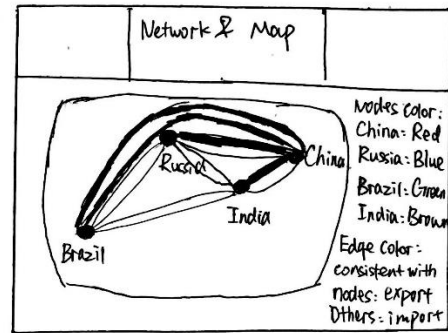 Network & Map
Nodes color:
China: Red
Russia: Blue
Brazil: Green
India: Brown
Edge color:
consistent with
nodes: export
Others: import
Russia
China
India
Brazil